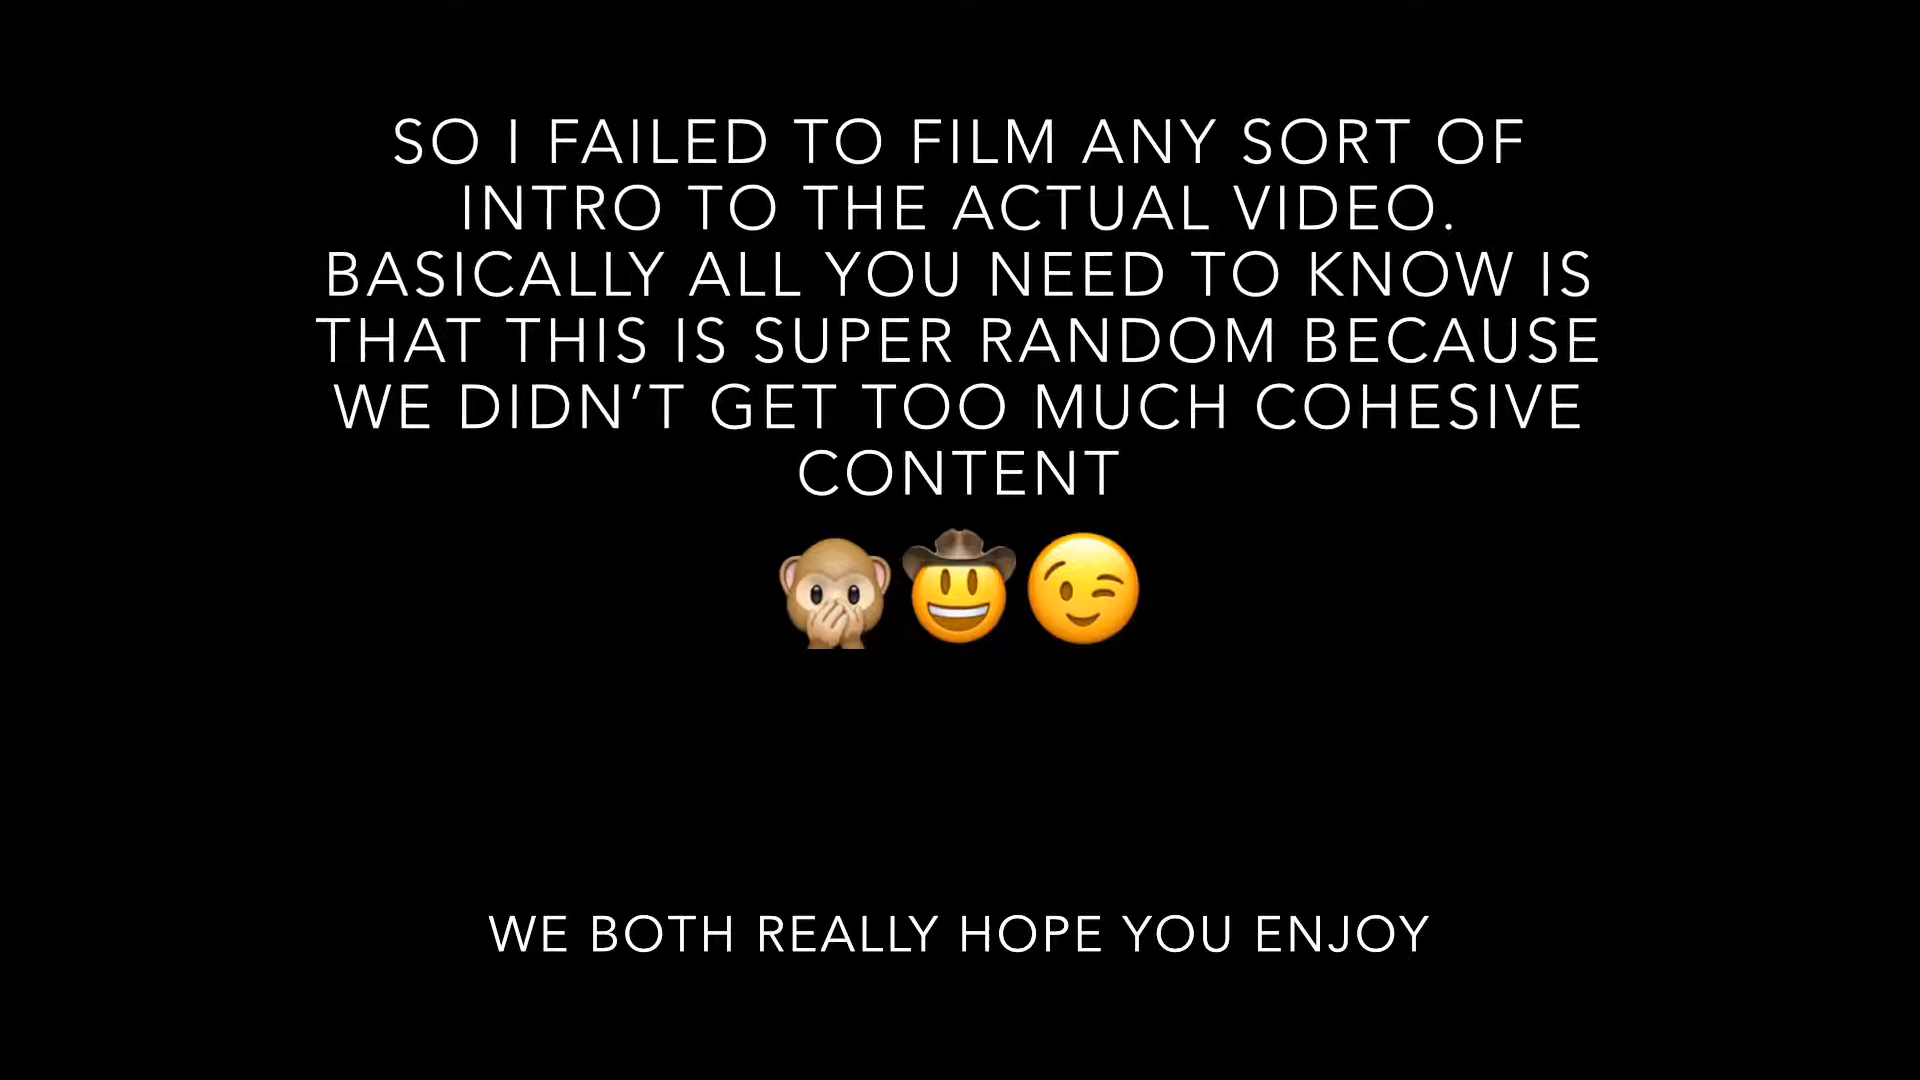 SO I FAILED TO FILM ANY SORT OF
INTRO TO THE ACTUAL VIDEO.
BASICALLY ALL YOU NEED TO KNOW IS
THAT THIS IS SUPER RANDOM BECAUSE
WE DIDN’T GET TOO MUCH COHESIVE
CONTENT
🙊🤠😉
WE BOTH REALLY HOPE YOU ENJOY